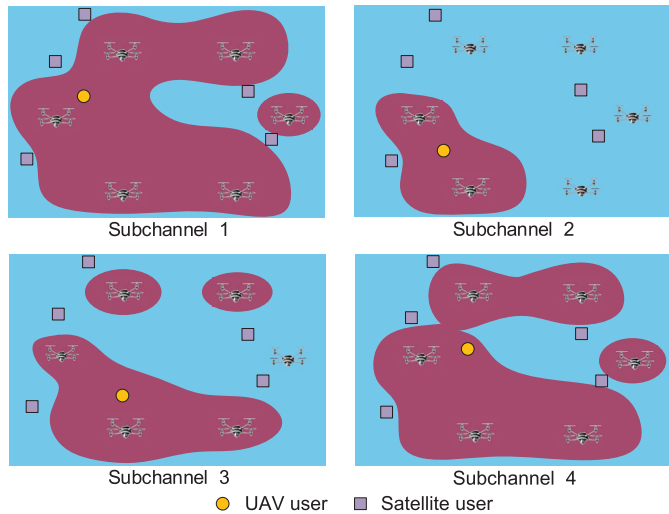 Subchannel 1
Subchannel 2
Subchannel 3
Subchannel 4
UAV user
Satellite user